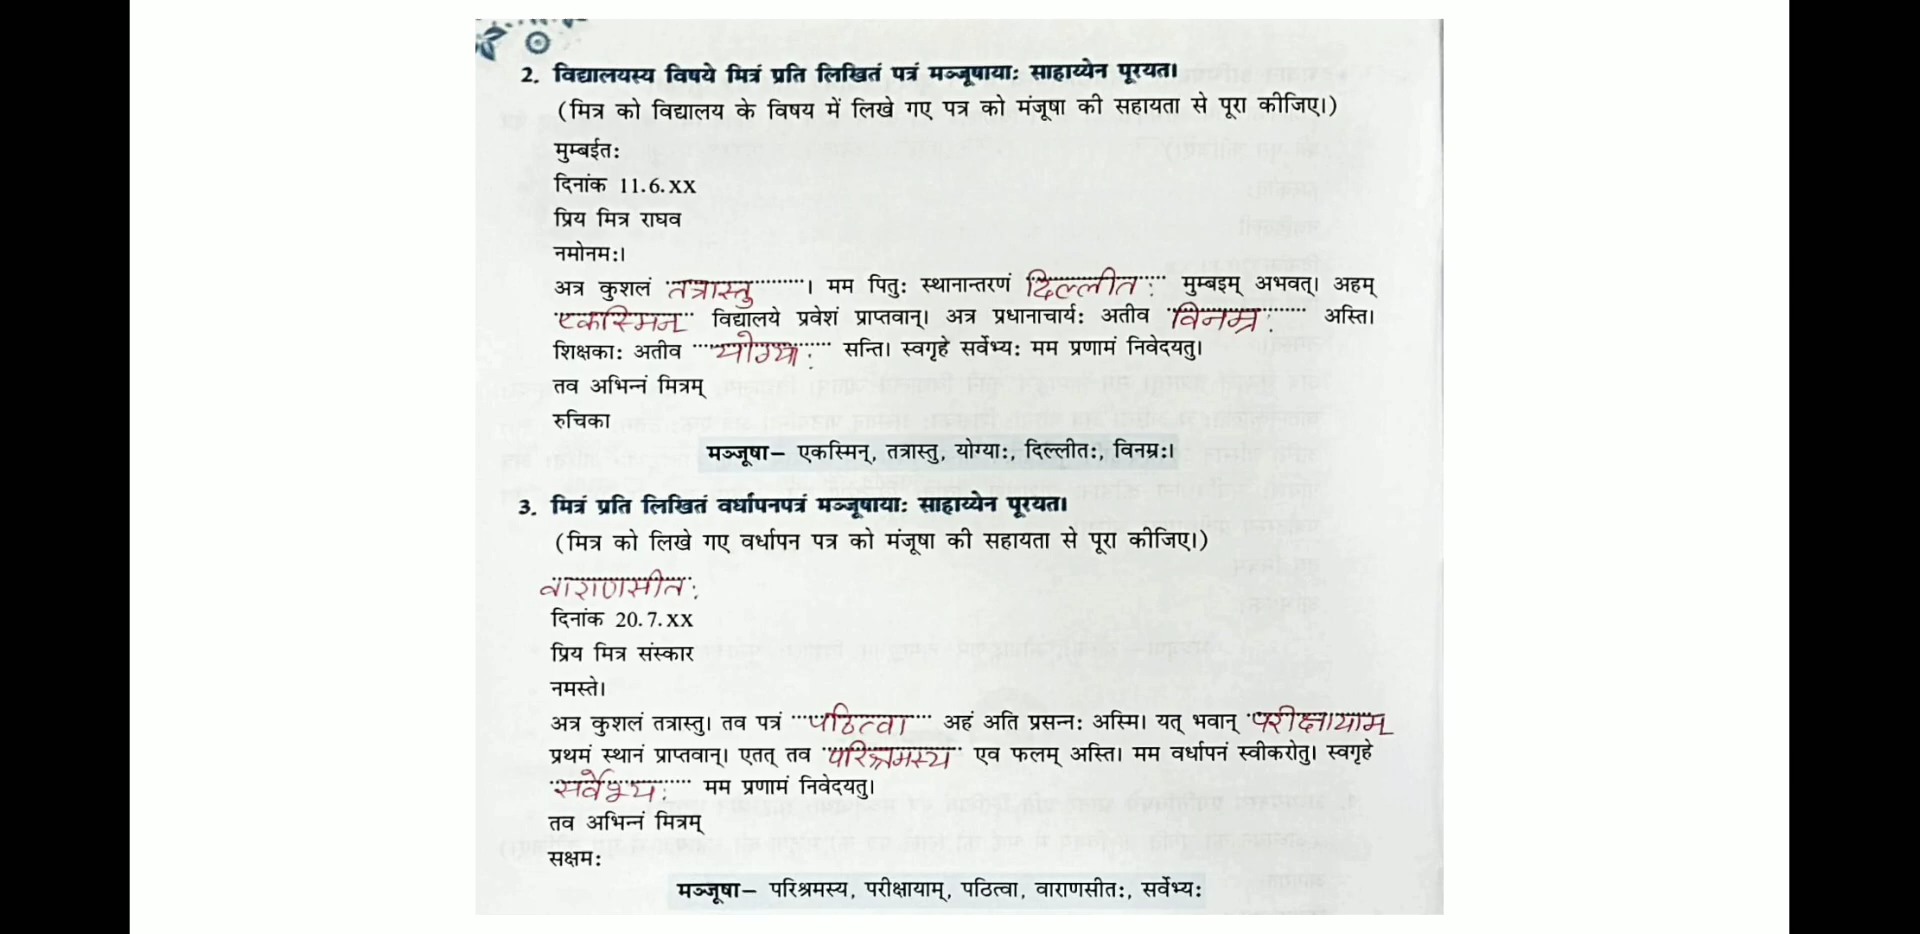 2. विद्यालयस्य विषये मित्रं प्रति लिखितं पत्रं मञ्जूषायाः साहाय्येन पूरयत।
(मित्र को विद्यालय के विषय में लिखे गए पत्र को मंजूषा की सहायता से पूरा कीजिए।)
मुम्बईतः
दिनांक 11.6.xx
प्रिय मित्र राघव
नमोनमः।
अत्र कुशलं तत्रास्तु । मम पितुः स्थानान्तरणं दिल्लीतः मुम्बइम् अभवत्। अहम्
एकस्मिन् विद्यालये प्रवेशं प्राप्तवान्। अत्र प्रधानाचार्यः अतीव विनम्रः अस्ति।
शिक्षकाः अतीव योग्याः सन्ति। स्वगृहे सर्वेभ्यः मम प्रणामं निवेदयतु।
तव अभिन्नं मित्रम्
रुचिका
मञ्जूषा– एकस्मिन्, तत्रास्तु, योग्याः, दिल्लीतः, विनम्रः।
3. मित्रं प्रति लिखितं वर्धापनपत्रं मञ्जूषायाः साहाय्येन पूरयत।
(मित्र को लिखे गए वर्धापन पत्र को मंजूषा की सहायता से पूरा कीजिए।)
वाराणसीतः
दिनांक 20.7.xx
प्रिय मित्र संस्कार
नमस्ते।
अत्र कुशलं तत्रास्तु। तव पत्रं पठित्वा अहं अति प्रसन्नः अस्मि। यत् भवान् परीक्षायाम्
प्रथमं स्थानं प्राप्तवान्। एतत् तव परिश्रमस्य एव फलम् अस्ति। मम वर्धापनं स्वीकरोतु। स्वगृहे
सर्वेभ्यः मम प्रणामं निवेदयतु।
तव अभिन्नं मित्रम्
सक्षमः
मञ्जूषा– परिश्रमस्य, परीक्षायाम्, पठित्वा, वाराणसीतः, सर्वेभ्यः